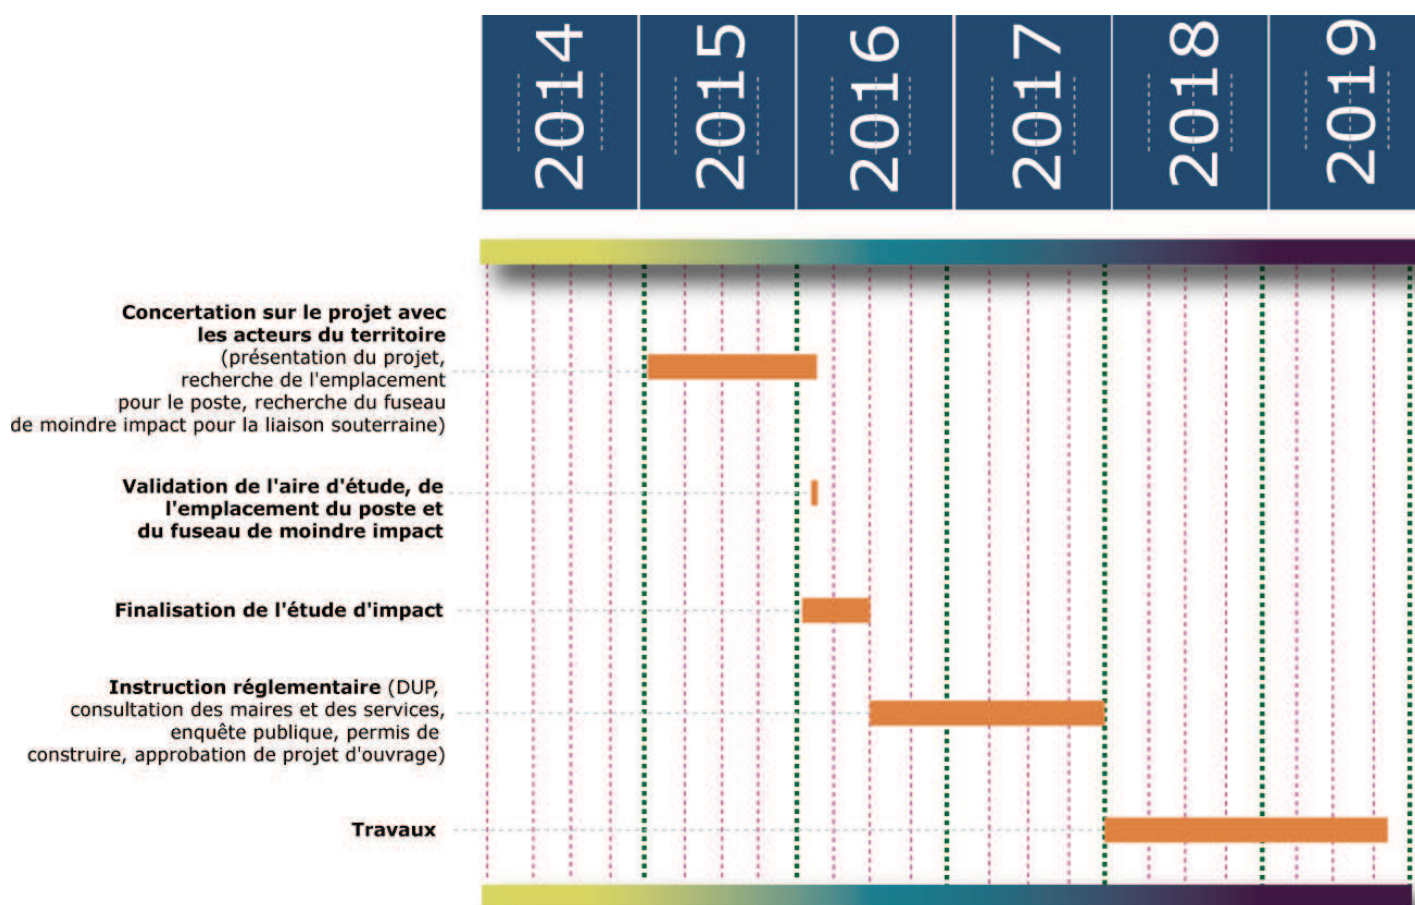 2014
2015
2016
2017
2018
2019
Concertation sur le projet avec
les acteurs du territoire
(présentation du projet,
recherche de l'emplacement
pour le poste, recherche du fuseau
de moindre impact pour la liaison souterraine)
Validation de l'aire d'étude, de
l'emplacement du poste et
du fuseau de moindre impact
Finalisation de l'étude d'impact
Instruction réglementaire (DUP,
consultation des maires et des services,
enquête publique, permis de
construire, approbation de projet d'ouvrage)
Travaux